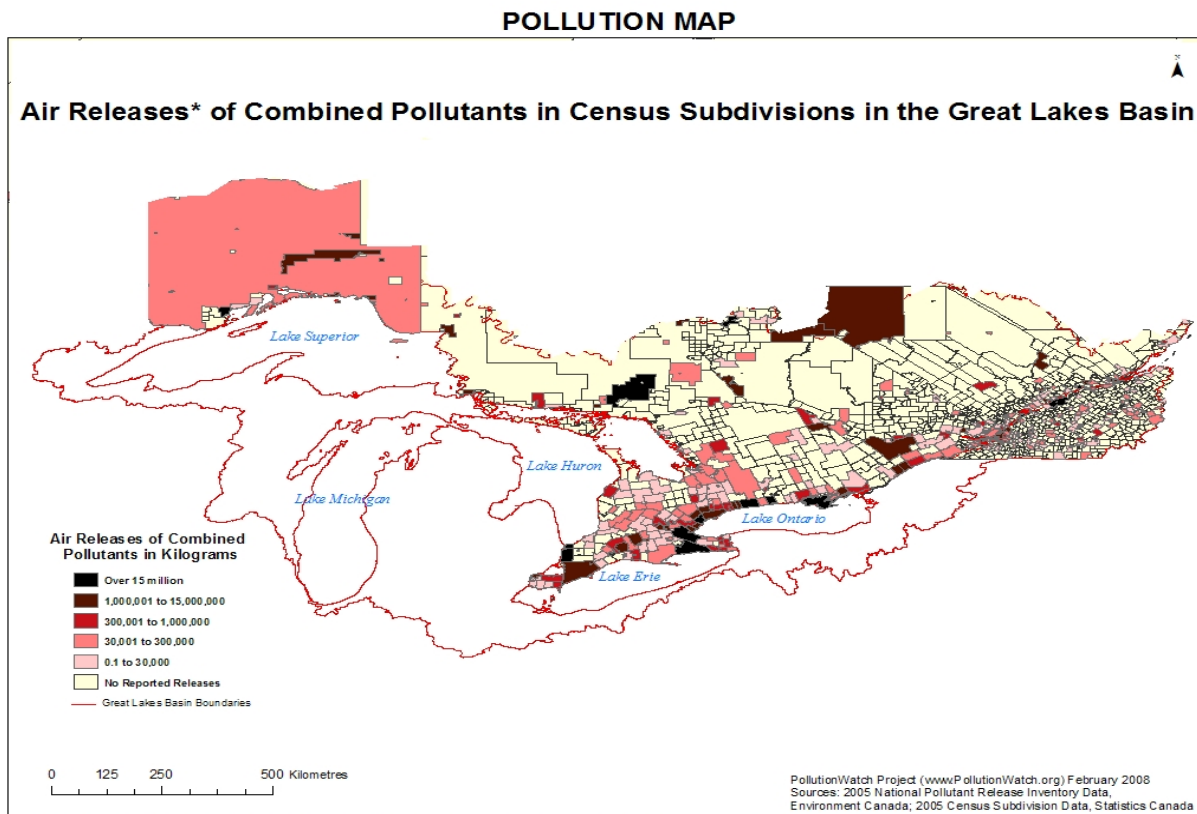 POLLUTION MAP
Air Releases* of Combined Pollutants in Census Subdivisions in the Great Lakes Basin
Lake Superior
Lake Huron
Lake Michigan
Lake Ontario
Lake Erie
Air Releases of Combined
Pollutants in Kilograms
Over 15 million
1,000,001 to 15,000,000
300,001 to 1,000,000
30,001 to 300,000
0.1 to 30,000
No Reported Releases
Great Lakes Basin Boundaries
0 125 250 500 Kilometres
PollutionWatch Project (www.PollutionWatch.org) February 2008
Sources: 2005 National Pollutant Release Inventory Data,
Environment Canada; 2005 Census Subdivision Data, Statistics Canada